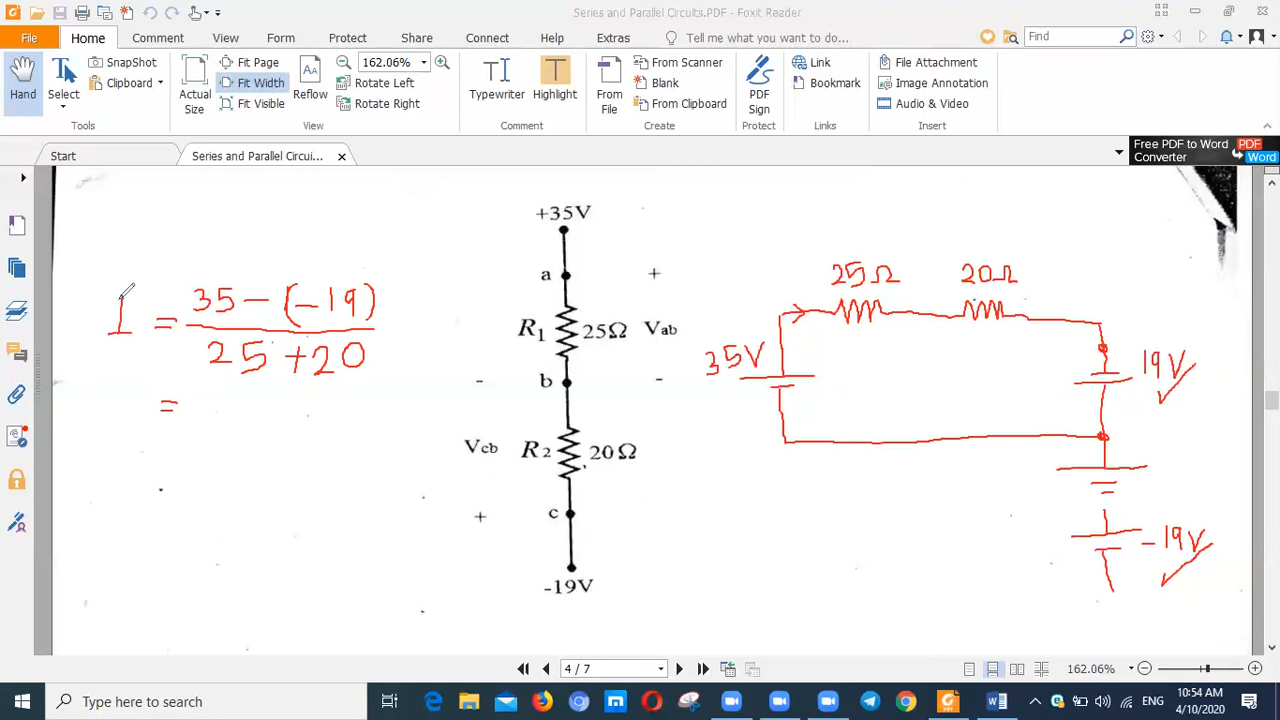 Series and Parallel Circuits.PDF - Foxit Reader
File Home Comment View Form Protect Share Connect Help Extras Tell me what you want to do... Find
Hand
Select
SnapShot
Clipboard
Tools
Actual Size
Fit Page
Fit Width
Fit Visible
Reflow
162.06%
Rotate Left
Rotate Right
View
Typewriter
Highlight
Comment
From File
From Scanner
Blank
From Clipboard
Create
PDF Sign
Protect
Link
Bookmark
Links
File Attachment
Image Annotation
Audio & Video
Insert
Start
Series and Parallel Circui...
Free PDF to Word Converter
PDF
Word
+35V
a
+
R1 25Ω Vab
- b -
Vcb R2 20Ω
+ c
-19V
I = 35-(-19)
25+20
=
25Ω 20Ω
35V
19V
-19V
4 / 7
162.06%
Type here to search
ENG
10:54 AM
4/10/2020